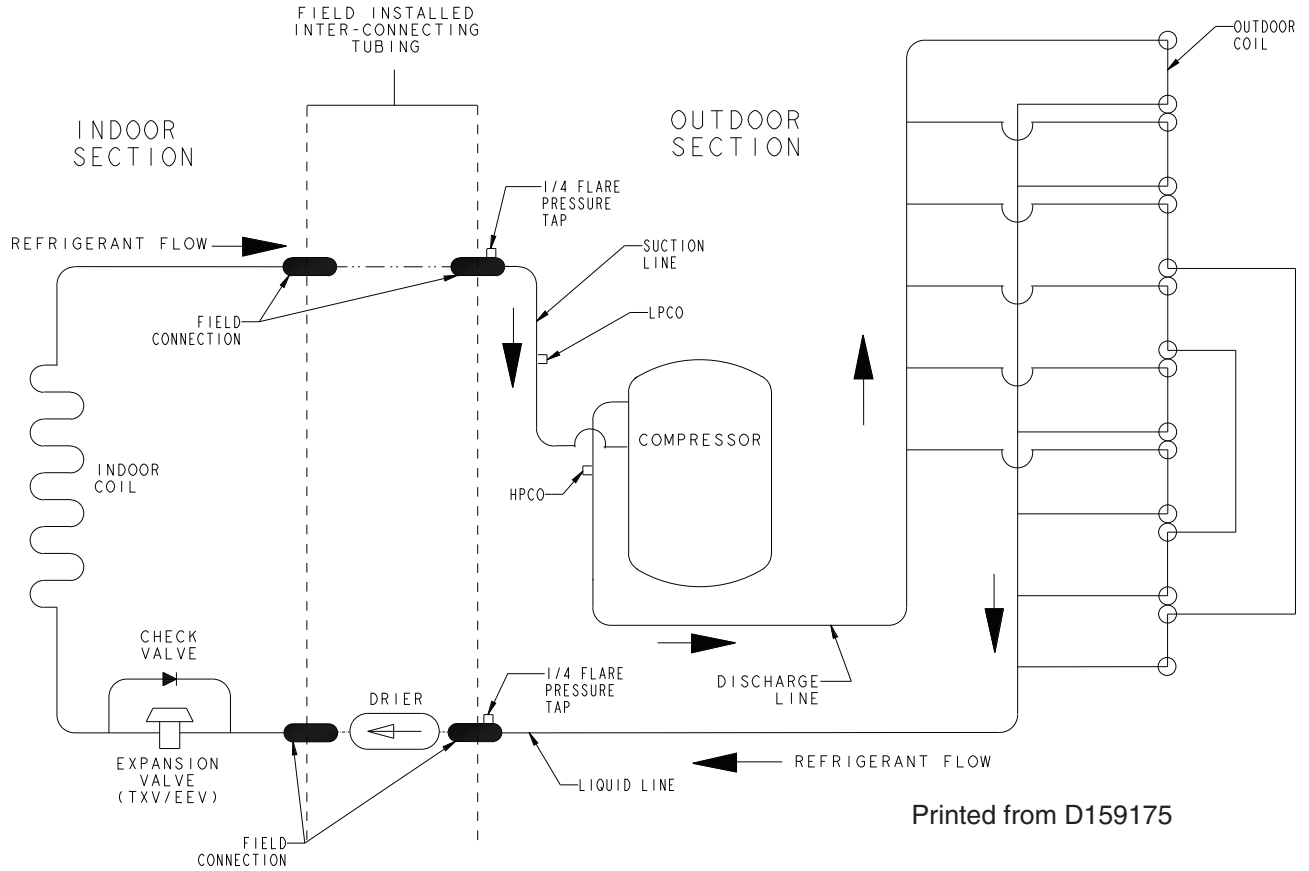 FIELD INSTALLED
INTER-CONNECTING
TUBING
OUTDOOR
COIL
INDOOR
SECTION
OUTDOOR
SECTION
1/4 FLARE
PRESSURE
TAP
REFRIGERANT FLOW
SUCTION
LINE
FIELD
CONNECTION
LPCO
COMPRESSOR
INDOOR
COIL
HPCO
CHECK
VALVE
1/4 FLARE
PRESSURE
TAP
DISCHARGE
LINE
DRIER
EXPANSION
VALVE
(TXV/EEV)
LIQUID LINE
REFRIGERANT FLOW
Printed from D159175
FIELD
CONNECTION